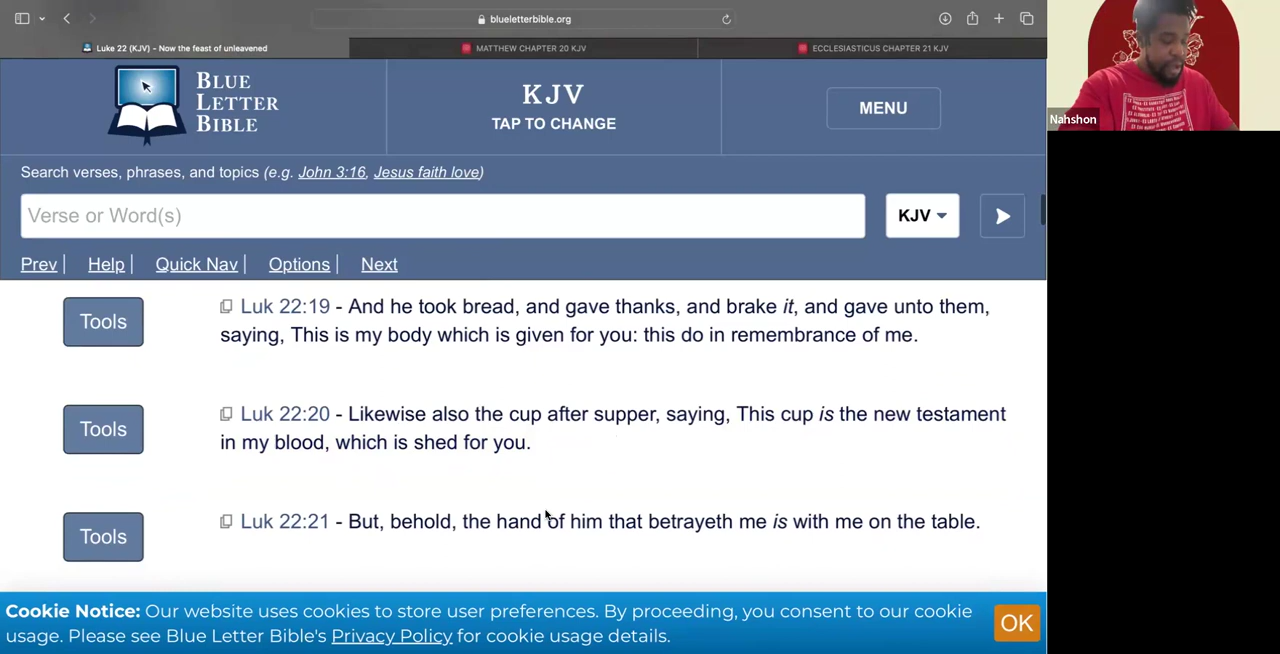 blueletterbible.org
Luke 22 (KJV) - Now the feast of unleavened
MATTHEW CHAPTER 20 KJV
ECCLESIASTICUS CHAPTER 21 KJV
BLUE
LETTER
BIBLE
KJV
TAP TO CHANGE
MENU
Nahshon
Search verses, phrases, and topics (e.g. John 3:16, Jesus faith love)
Verse or Word(s)
KJV
Prev | Help | Quick Nav | Options | Next
Tools
Luk 22:19 - And he took bread, and gave thanks, and brake it, and gave unto them,
saying, This is my body which is given for you: this do in remembrance of me.
Tools
Luk 22:20 - Likewise also the cup after supper, saying, This cup is the new testament
in my blood, which is shed for you.
Tools
Luk 22:21 - But, behold, the hand of him that betrayeth me is with me on the table.
Cookie Notice: Our website uses cookies to store user preferences. By proceeding, you consent to our cookie
usage. Please see Blue Letter Bible's Privacy Policy for cookie usage details.
OK